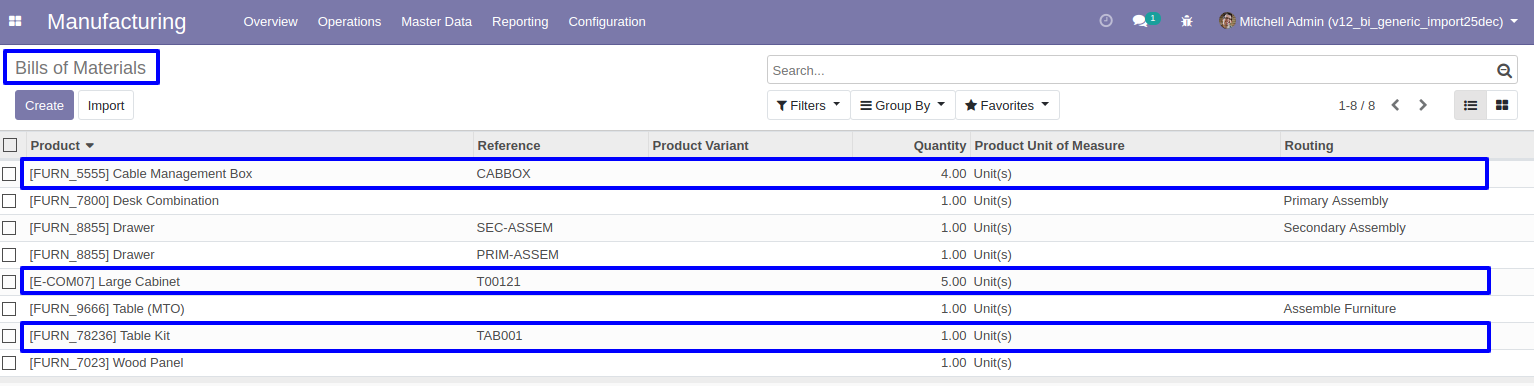 Manufacturing Overview Operations Master Data Reporting Configuration 1 Mitchell Admin (v12_bi_generic_import25dec)
Bills of Materials Search...
Create Import Filters Group By Favorites 1-8 / 8
Product Reference Product Variant Quantity Product Unit of Measure Routing
[FURN_5555] Cable Management Box CABBOX 4.00 Unit(s)
[FURN_7800] Desk Combination 1.00 Unit(s) Primary Assembly
[FURN_8855] Drawer SEC-ASSEM 1.00 Unit(s) Secondary Assembly
[FURN_8855] Drawer PRIM-ASSEM 1.00 Unit(s)
[E-COM07] Large Cabinet T00121 5.00 Unit(s)
[FURN_9666] Table (MTO) 1.00 Unit(s) Assemble Furniture
[FURN_78236] Table Kit TAB001 1.00 Unit(s)
[FURN_7023] Wood Panel 1.00 Unit(s)